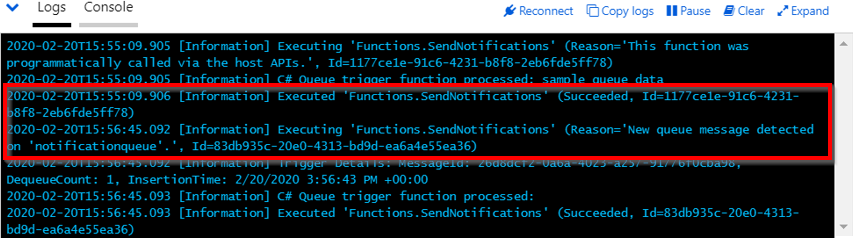 Logs Console
Reconnect Copy logs Pause Clear Expand
2020-02-20T15:55:09.905 [Information] Executing 'Functions.SendNotifications' (Reason='This function was
programmatically called via the host APIs.', Id=1177ce1e-91c6-4231-b8f8-2eb6fde5ff78)
2020-02-20T15:55:09.905 [Information] C# Queue trigger function processed: sample queue data
2020-02-20T15:55:09.906 [Information] Executed 'Functions.SendNotifications' (Succeeded, Id=1177ce1e-91c6-4231-
b8f8-2eb6fde5ff78)
2020-02-20T15:56:45.092 [Information] Executing 'Functions.SendNotifications' (Reason='New queue message detected
on 'notificationqueue'.', Id=83db935c-20e0-4313-bd9d-ea6a4e55ea36)
2020-02-20T15:56:45.092 [Information] Trigger Details: MessageId: 26d8dcf2-0a6a-4023-a257-91776f0cba98,
DequeueCount: 1, InsertionTime: 2/20/2020 3:56:43 PM +00:00
2020-02-20T15:56:45.093 [Information] C# Queue trigger function processed:
2020-02-20T15:56:45.093 [Information] Executed 'Functions.SendNotifications' (Succeeded, Id=83db935c-20e0-4313-
bd9d-ea6a4e55ea36)